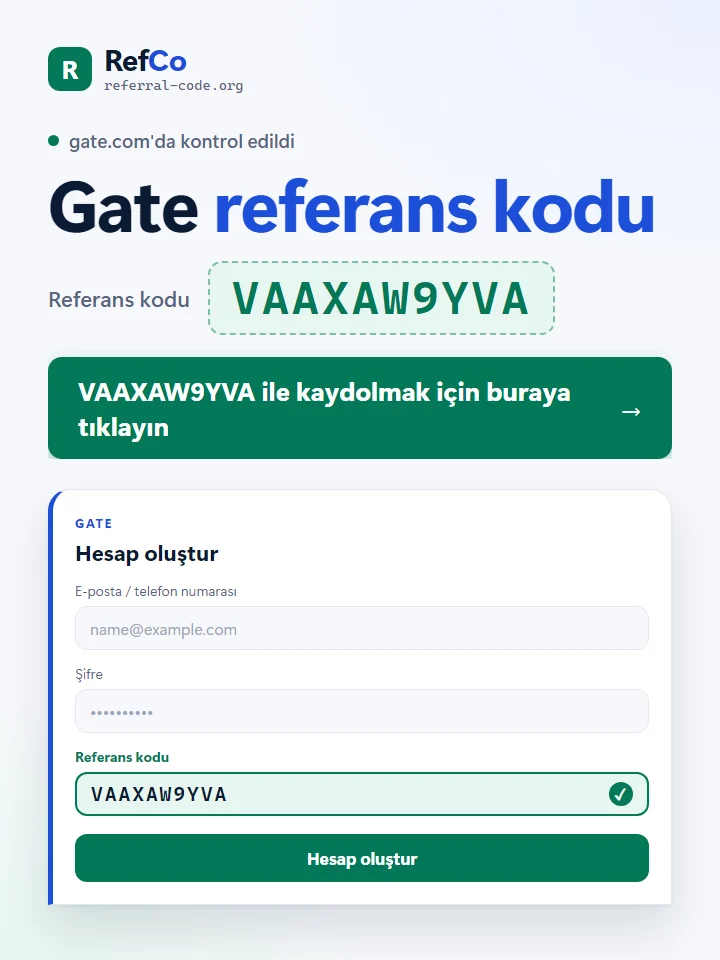 R
RefCo
referral-code.org
gate.com'da kontrol edildi
Gate referans kodu
Referans kodu
VAAXAW9YVA
VAAXAW9YVA ile kaydolmak için buraya
tıklayın
→
GATE
Hesap oluştur
E-posta / telefon numarası
name@example.com
Şifre
••••••••••
Referans kodu
VAAXAW9YVA
✓
Hesap oluştur